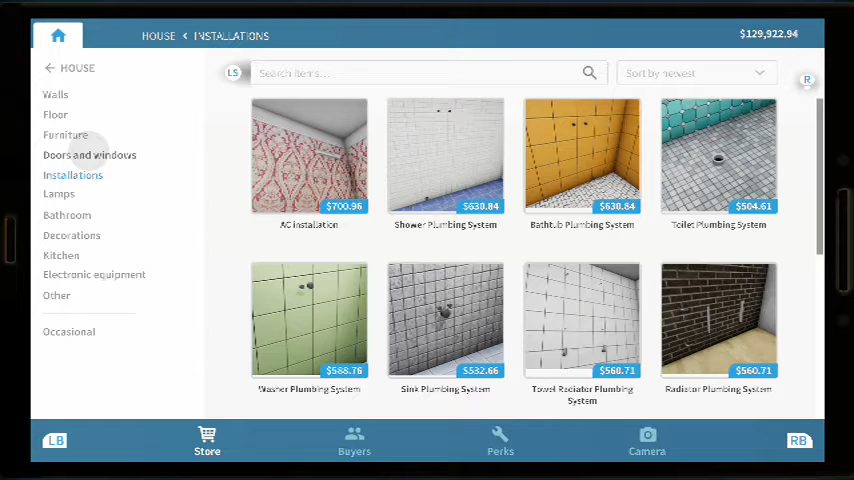 HOUSE < INSTALLATIONS
$129,922.94
← HOUSE
LS
Search items...
Sort by newest
R
Walls
Floor
Furniture
Doors and windows
Installations
Lamps
Bathroom
Decorations
Kitchen
Electronic equipment
Other
Occasional
$700.96
$630.84
$630.84
$504.61
AC installation
Shower Plumbing System
Bathtub Plumbing System
Toilet Plumbing System
$588.76
$532.66
$560.71
$560.71
Washer Plumbing System
Sink Plumbing System
Towel Radiator Plumbing
System
Radiator Plumbing System
LB
Store
Buyers
Perks
Camera
RB